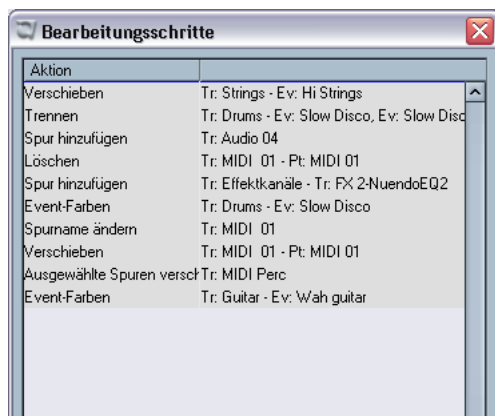 Bearbeitungsschritte
Aktion
Verschieben Tr: Strings - Ev: Hi Strings
Trennen Tr: Drums - Ev: Slow Disco, Ev: Slow Disc
Spur hinzufügen Tr: Audio 04
Löschen Tr: MIDI 01 - Pt: MIDI 01
Spur hinzufügen Tr: Effektkanäle - Tr: FX 2-NuendoEQ2
Event-Farben Tr: Drums - Ev: Slow Disco
Spurname ändern Tr: MIDI 01
Verschieben Tr: MIDI 01 - Pt: MIDI 01
Ausgewählte Spuren versch Tr: MIDI Perc
Event-Farben Tr: Guitar - Ev: Wah guitar